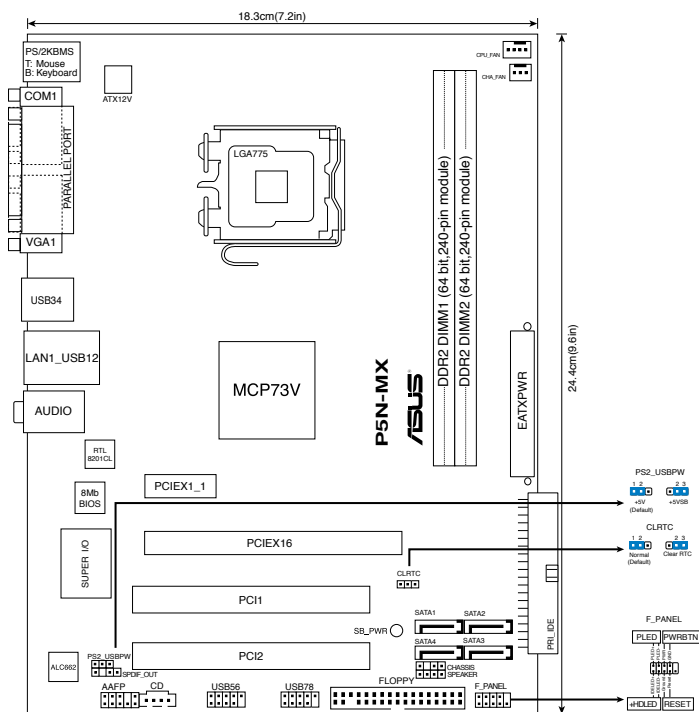 18.3cm(7.2in)
PS/2KBMS
T: Mouse
B: Keyboard
ATX12V
CPU_FAN
CHA_FAN
COM1
PARALLEL PORT
VGA1
LGA775
DDR2 DIMM1 (64 bit,240-pin module)
DDR2 DIMM2 (64 bit,240-pin module)
24.4cm(9.6in)
USB34
LAN1_USB12
MCP73V
P5N-MX
ASUS
EATXPWR
AUDIO
RTL
8201CL
8Mb
BIOS
PCIEX1_1
PS2_USBPW
1 2
2 3
+5V
(Default)
+5VSB
SUPER I/O
PCIEX16
CLRTC
CLRTC
1 2
2 3
Normal
(Default)
Clear RTC
PCI1
SB_PWR
SATA1
SATA2
SATA4
SATA3
PRI_IDE
ALC662
PS2_USBPW
SPDIF_OUT
PCI2
CHASSIS
SPEAKER
AAFP
CD
USB56
USB78
FLOPPY
F_PANEL
F_PANEL
PLED
PWRBTN
PLED+
PLED-
PWR
GND
+HDLED
RESET